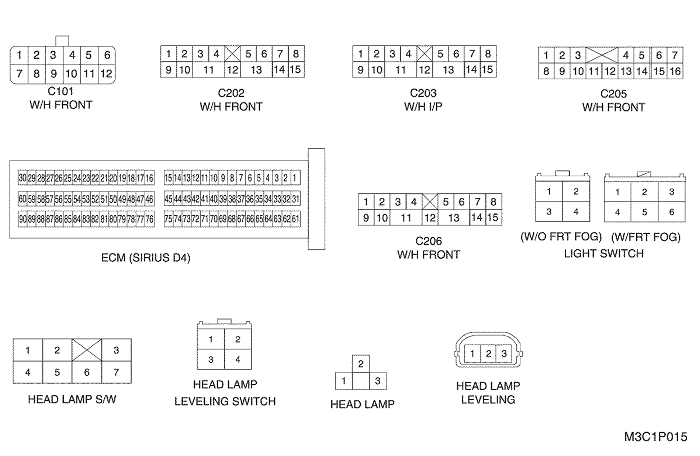 1 2 3 4 5 6
7 8 9 10 11 12
C101
W/H FRONT
1 2 3 4 5 6 7 8
9 10 11 12 13 14 15
C202
W/H FRONT
1 2 3 4 5 6 7 8
9 10 11 12 13 14 15
C203
W/H I/P
1 2 3 4 5 6 7
8 9 10 11 12 13 14 15 16
C205
W/H FRONT
30 29 28 27 26 25 24 23 22 21 20 19 18 17 16 15 14 13 12 11 10 9 8 7 6 5 4 3 2 1
60 59 58 57 56 55 54 53 52 51 50 49 48 47 46 45 44 43 42 41 40 39 38 37 36 35 34 33 32 31
90 89 88 87 86 85 84 83 82 81 80 79 78 77 76 75 74 73 72 71 70 69 68 67 66 65 64 63 62 61
ECM (SIRIUS D4)
1 2 3 4 5 6 7 8
9 10 11 12 13 14 15
C206
W/H FRONT
1 2
3 4
(W/O FRT FOG)
1 2 3
4 5 6
(W/FRT FOG)
LIGHT SWITCH
1 2 3
4 5 6 7
HEAD LAMP S/W
1 2
3 4
HEAD LAMP
LEVELING SWITCH
2
1 3
HEAD LAMP
1 2 3
HEAD LAMP
LEVELING
M3C1P015